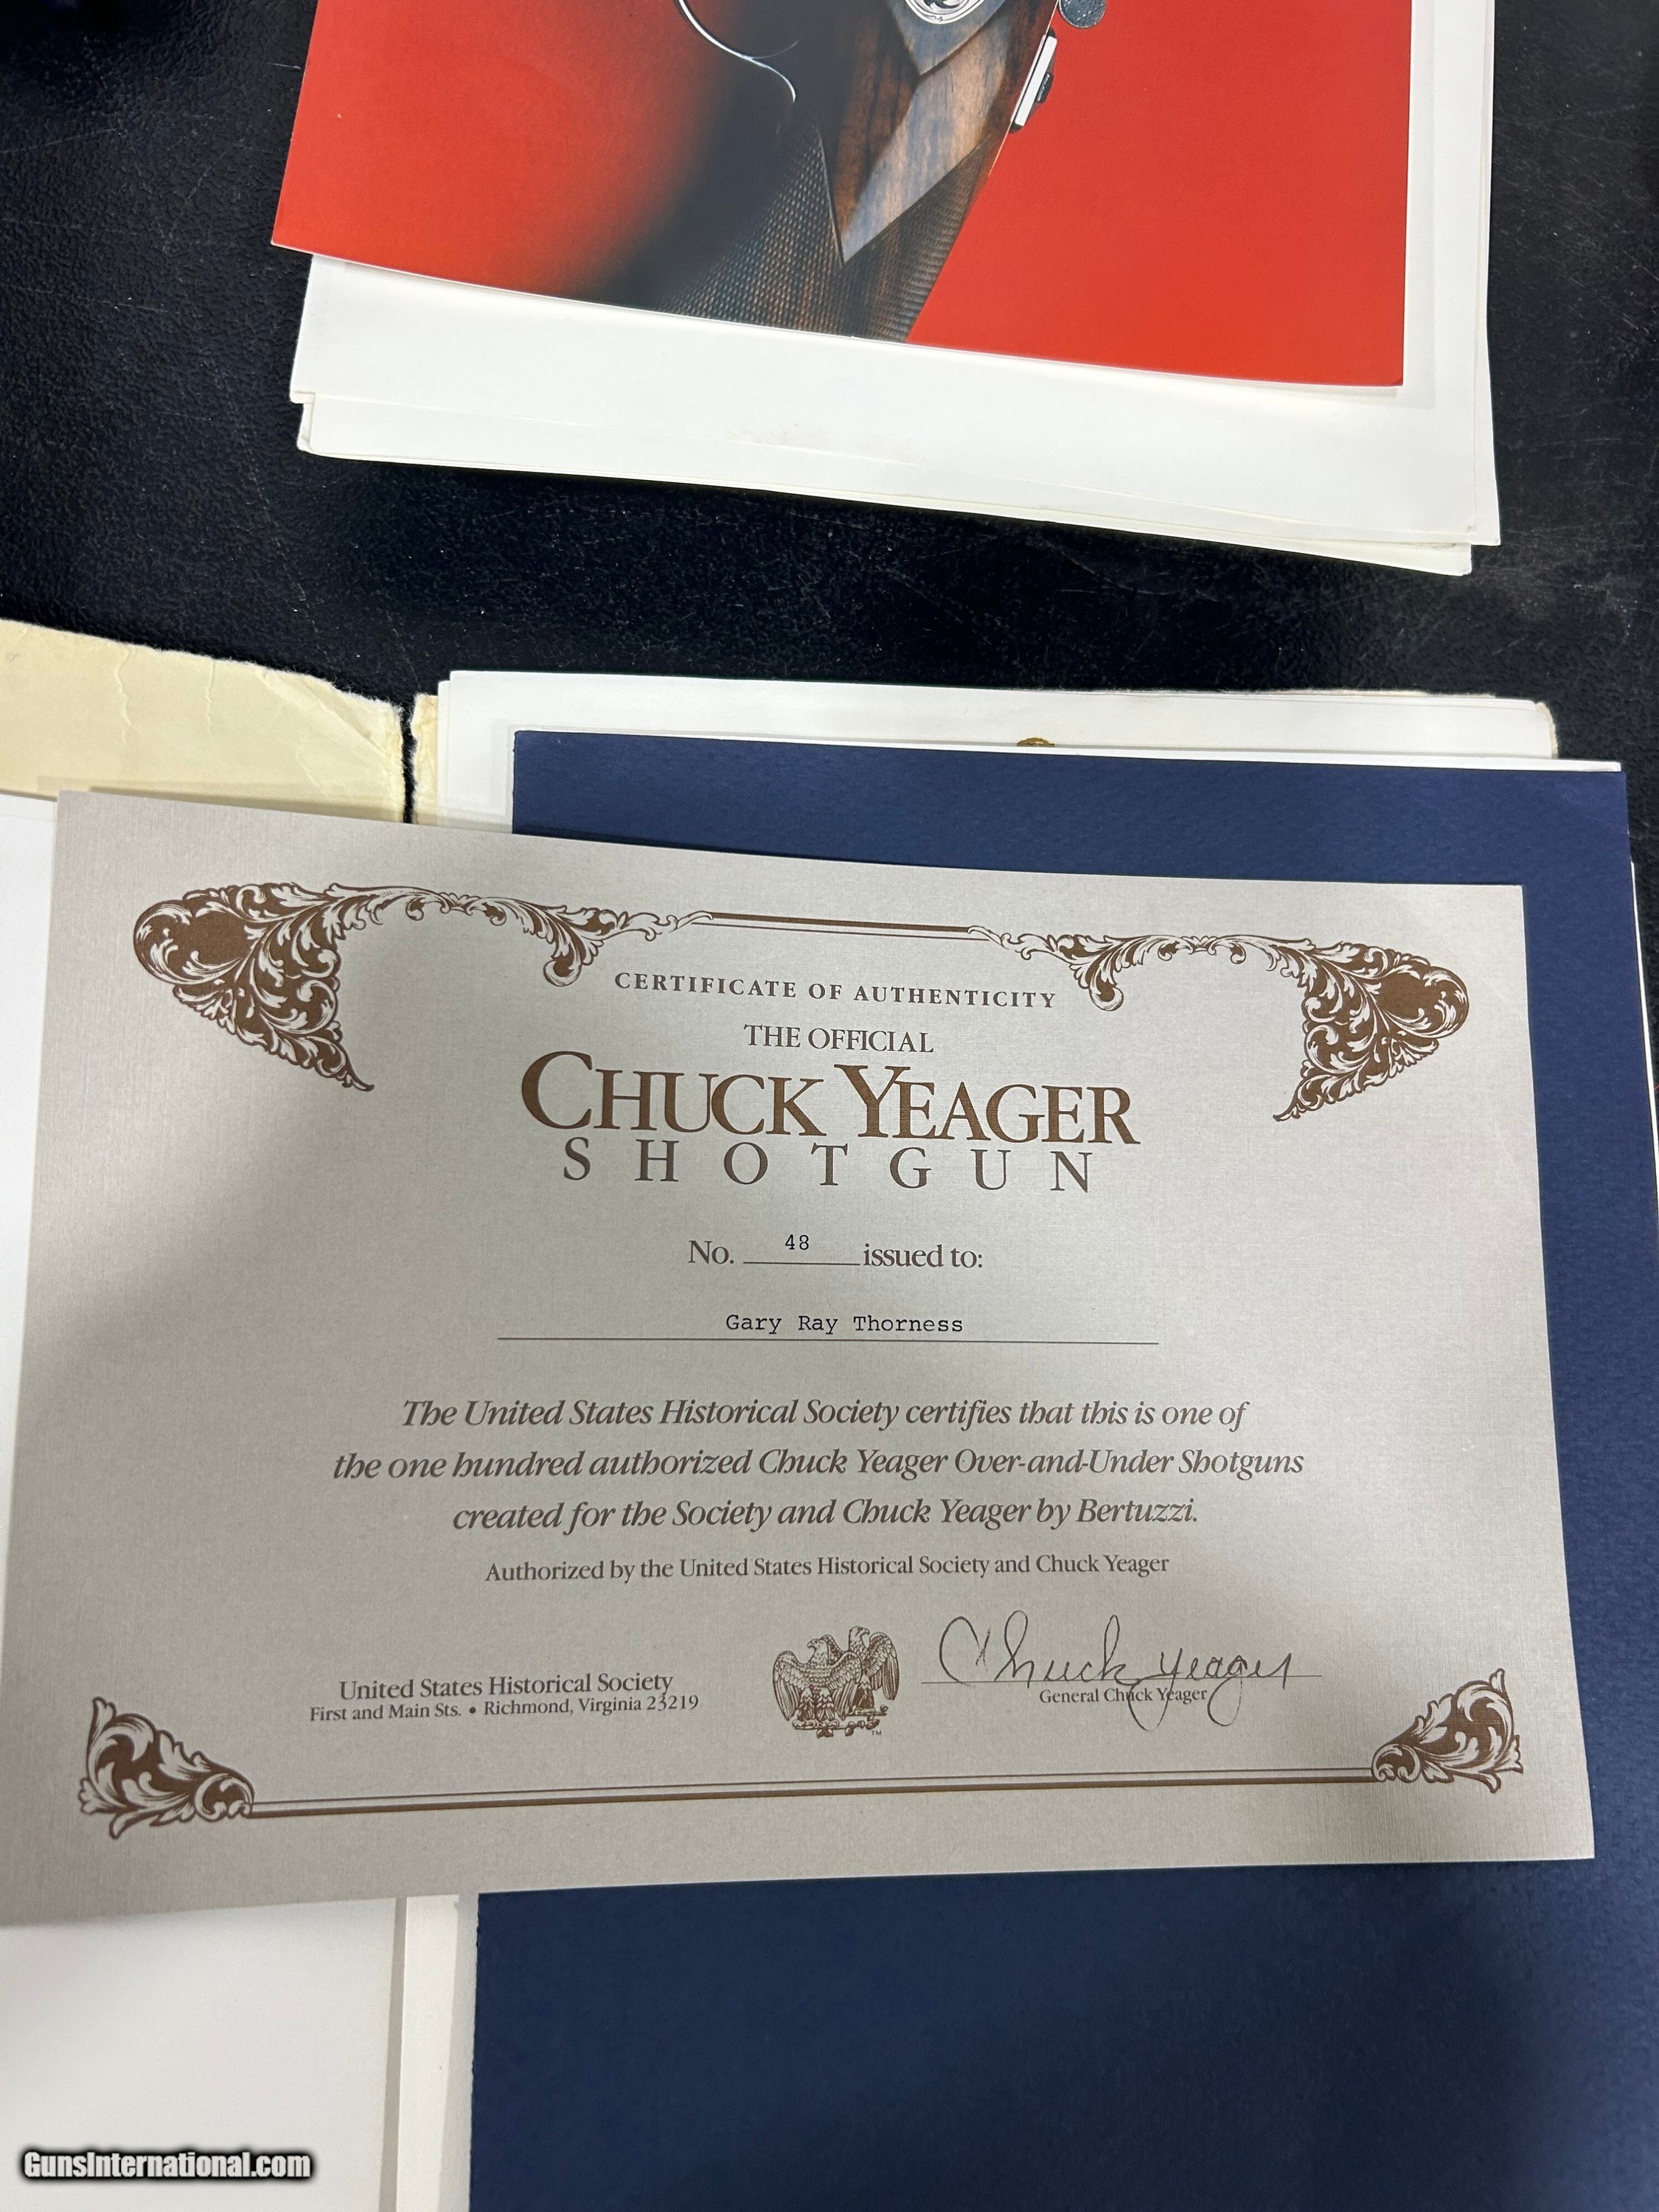 CERTIFICATE OF AUTHENTICITY
THE OFFICIAL
CHUCK YEAGER
SHOTGUN
No. 48 issued to:
Gary Ray Thorness
The United States Historical Society certifies that this is one of
the one hundred authorized Chuck Yeager Over-and-Under Shotguns
created for the Society and Chuck Yeager by Bertuzzi.
Authorized by the United States Historical Society and Chuck Yeager
Chuck Yeager
United States Historical Society
First and Main Sts. • Richmond, Virginia 23219
General Chuck Yeager
TM
GunsInternational.com